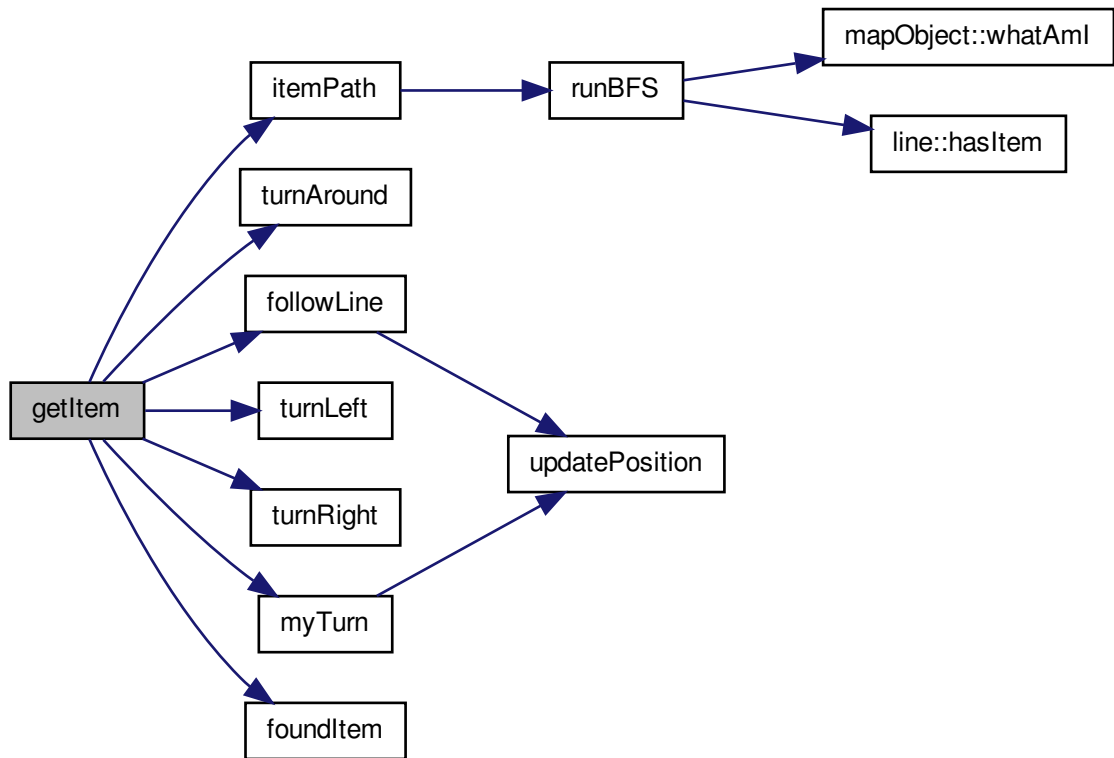 mapObject::whatAmI
itemPath
runBFS
line::hasItem
turnAround
followLine
getItem
turnLeft
updatePosition
turnRight
myTurn
foundItem